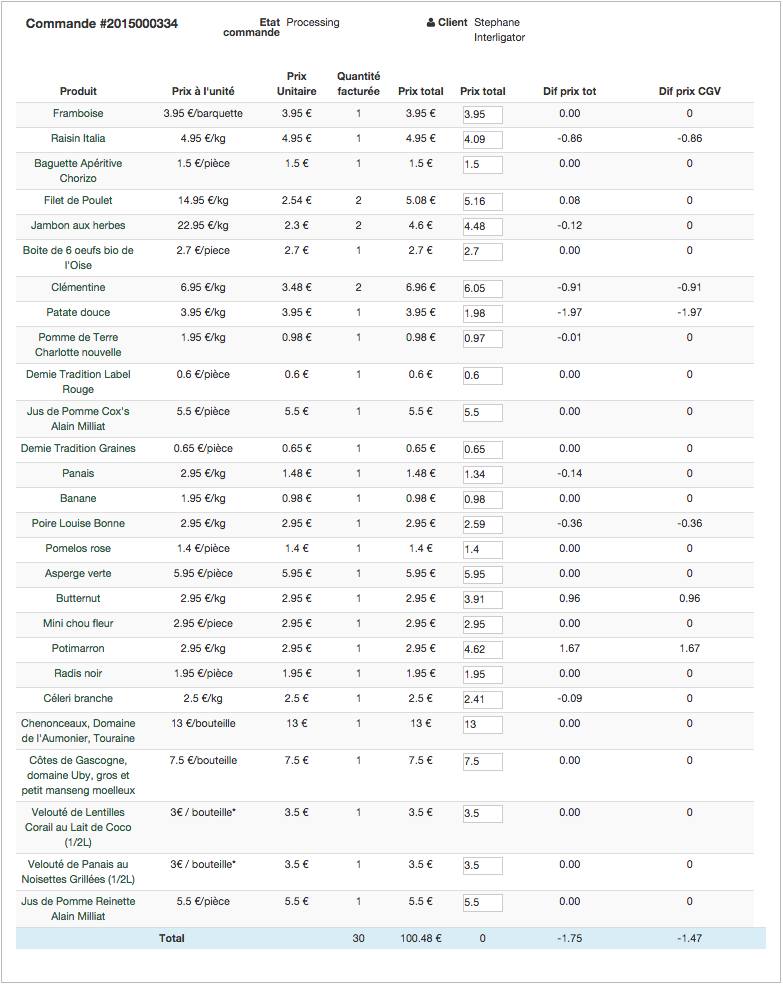 Commande #2015000334 Etat commande Processing Client Stephane Interligator
Produit Prix à l'unité Prix Unitaire Quantité facturée Prix total Prix total Dif prix tot Dif prix CGV
Framboise 3.95 €/barquette 3.95 € 1 3.95 € 3.95 0.00 0
Raisin Italia 4.95 €/kg 4.95 € 1 4.95 € 4.09 -0.86 -0.86
Baguette Apéritive Chorizo 1.5 €/pièce 1.5 € 1 1.5 € 1.5 0.00 0
Filet de Poulet 14.95 €/kg 2.54 € 2 5.08 € 5.16 0.08 0
Jambon aux herbes 22.95 €/kg 2.3 € 2 4.6 € 4.48 -0.12 0
Boite de 6 oeufs bio de l'Oise 2.7 €/piece 2.7 € 1 2.7 € 2.7 0.00 0
Clémentine 6.95 €/kg 3.48 € 2 6.96 € 6.05 -0.91 -0.91
Patate douce 3.95 €/kg 3.95 € 1 3.95 € 1.98 -1.97 -1.97
Pomme de Terre Charlotte nouvelle 1.95 €/kg 0.98 € 1 0.98 € 0.97 -0.01 0
Demie Tradition Label Rouge 0.6 €/pièce 0.6 € 1 0.6 € 0.6 0.00 0
Jus de Pomme Cox's Alain Milliat 5.5 €/pièce 5.5 € 1 5.5 € 5.5 0.00 0
Demie Tradition Graines 0.65 €/pièce 0.65 € 1 0.65 € 0.65 0.00 0
Panais 2.95 €/kg 1.48 € 1 1.48 € 1.34 -0.14 0
Banane 1.95 €/kg 0.98 € 1 0.98 € 0.98 0.00 0
Poire Louise Bonne 2.95 €/kg 2.95 € 1 2.95 € 2.59 -0.36 -0.36
Pomelos rose 1.4 €/pièce 1.4 € 1 1.4 € 1.4 0.00 0
Asperge verte 5.95 €/pièce 5.95 € 1 5.95 € 5.95 0.00 0
Butternut 2.95 €/kg 2.95 € 1 2.95 € 3.91 0.96 0.96
Mini chou fleur 2.95 €/piece 2.95 € 1 2.95 € 2.95 0.00 0
Potimarron 2.95 €/kg 2.95 € 1 2.95 € 4.62 1.67 1.67
Radis noir 1.95 €/pièce 1.95 € 1 1.95 € 1.95 0.00 0
Céleri branche 2.5 €/kg 2.5 € 1 2.5 € 2.41 -0.09 0
Chenonceaux, Domaine de l'Aumonier, Touraine 13 €/bouteille 13 € 1 13 € 13 0.00 0
Côtes de Gascogne, domaine Uby, gros et petit manseng moelleux 7.5 €/bouteille 7.5 € 1 7.5 € 7.5 0.00 0
Velouté de Lentilles Corail au Lait de Coco (1/2L) 3€ / bouteille* 3.5 € 1 3.5 € 3.5 0.00 0
Velouté de Panais au Noisettes Grillées (1/2L) 3€ / bouteille* 3.5 € 1 3.5 € 3.5 0.00 0
Jus de Pomme Reinette Alain Milliat 5.5 €/pièce 5.5 € 1 5.5 € 5.5 0.00 0
Total 30 100.48 € 0 -1.75 -1.47